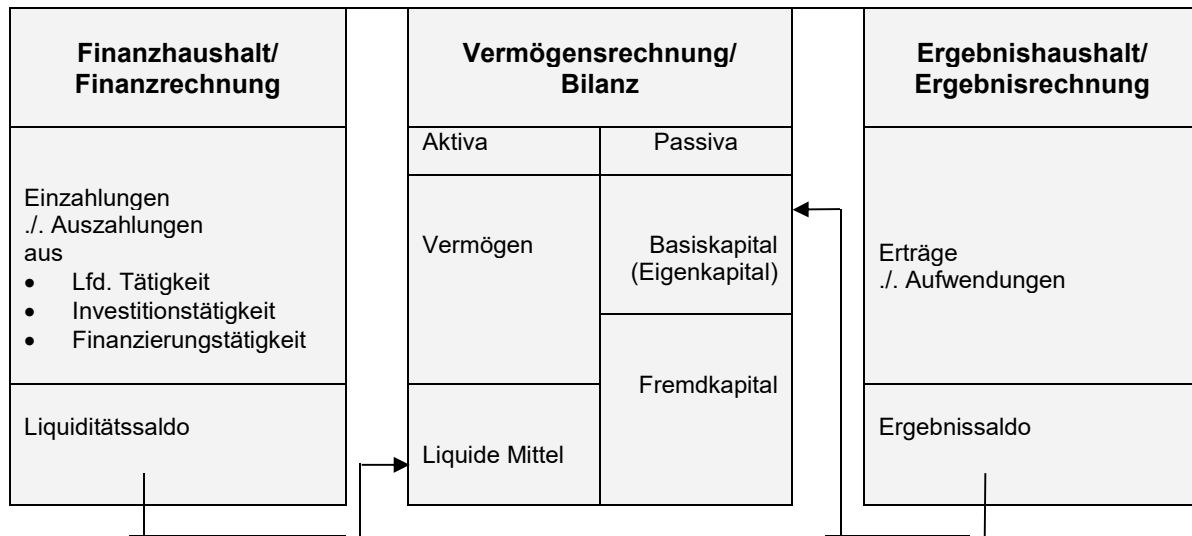 Finanzhaushalt/
Finanzrechnung
Einzahlungen
./. Auszahlungen
aus
• Lfd. Tätigkeit
• Investitionstätigkeit
• Finanzierungstätigkeit
Liquiditätssaldo
Vermögensrechnung/
Bilanz
Aktiva
Passiva
Vermögen
Liquide Mittel
Basiskapital
(Eigenkapital)
Fremdkapital
Ergebnishaushalt/
Ergebnisrechnung
Erträge
./. Aufwendungen
Ergebnissaldo